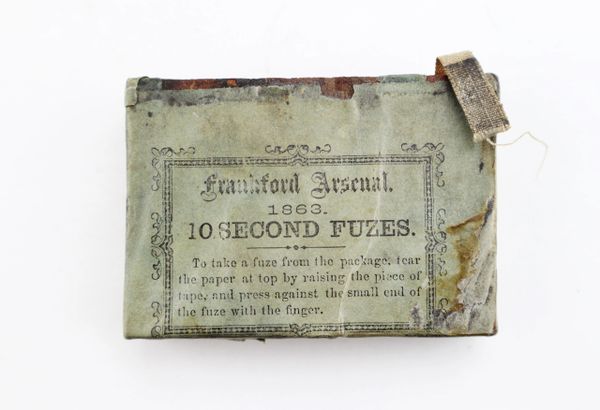 Frankford Arsenal.
1863.
10 SECOND FUZES.
To take a fuze from the package: tear
the paper at top by raising the piece of
tape, and press against the small end of
the fuze with the finger.